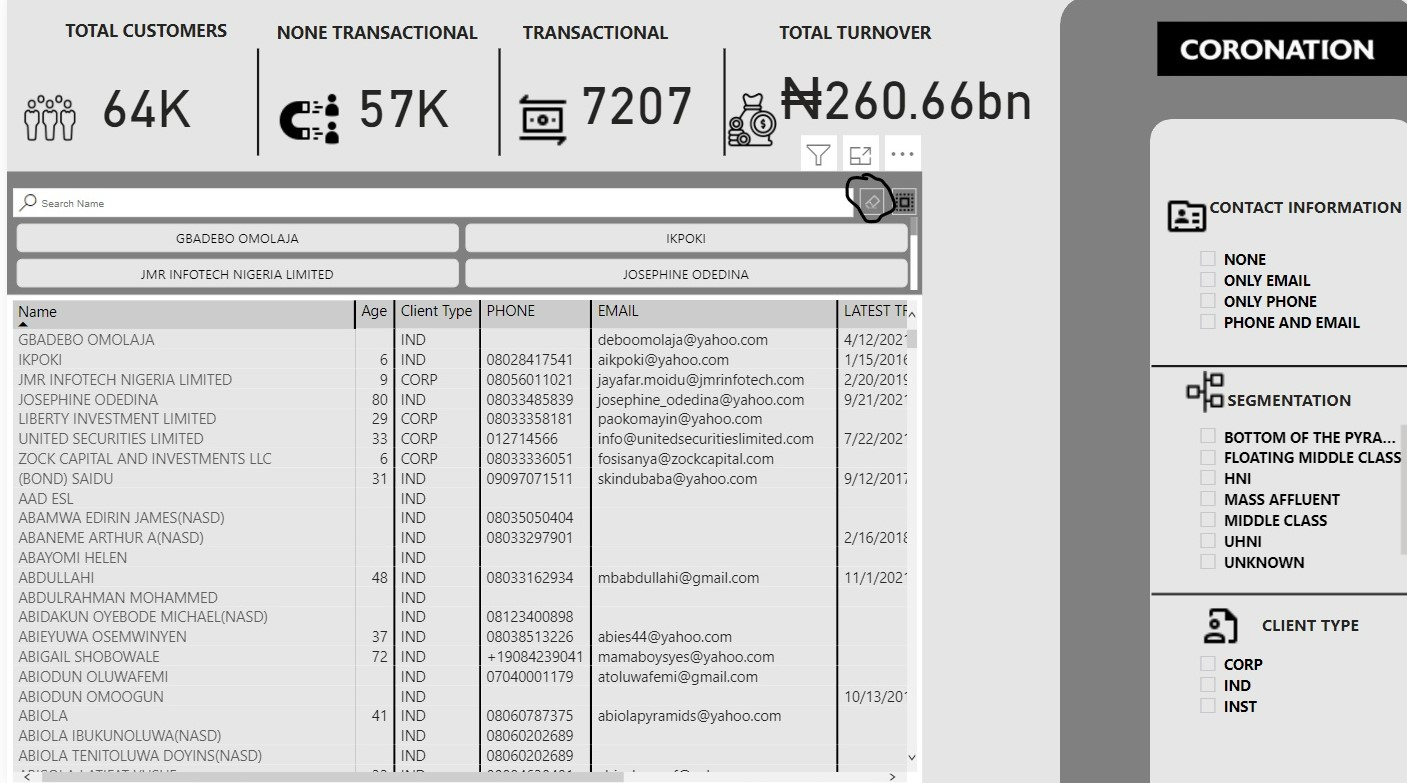 TOTAL CUSTOMERS NONE TRANSACTIONAL TRANSACTIONAL TOTAL TURNOVER
64K 57K 7207 ₦260.66bn
CORONATION
Search Name
GBADEBO OMOLAJA IKPOKI
JMR INFOTECH NIGERIA LIMITED JOSEPHINE ODEDINA
Name Age Client Type PHONE EMAIL LATEST TR
GBADEBO OMOLAJA IND deboomolaja@yahoo.com 4/12/2021
IKPOKI 6 IND 08028417541 aikpoki@yahoo.com 1/15/2016
JMR INFOTECH NIGERIA LIMITED 9 CORP 08056011021 jayafar.moidu@jmrinfotech.com 2/20/2019
JOSEPHINE ODEDINA 80 IND 08033485839 josephine_odedina@yahoo.com 9/21/2021
LIBERTY INVESTMENT LIMITED 29 CORP 08033358181 paokomayin@yahoo.com
UNITED SECURITIES LIMITED 33 CORP 012714566 info@unitedsecuritieslimited.com 7/22/2021
ZOCK CAPITAL AND INVESTMENTS LLC 6 CORP 08033336051 fosisanya@zockcapital.com
(BOND) SAIDU 31 IND 09097071511 skindubaba@yahoo.com 9/12/2017
AAD ESL IND
ABAMWA EDIRIN JAMES(NASD) IND 08035050404
ABANEME ARTHUR A(NASD) IND 08033297901 2/16/2018
ABAYOMI HELEN IND
ABDULLAHI 48 IND 08033162934 mbabdullahi@gmail.com 11/1/2021
ABDULRAHMAN MOHAMMED IND
ABIDAKUN OYEBODE MICHAEL(NASD) IND 08123400898
ABIEYUWA OSEMWINYEN 37 IND 08038513226 abies44@yahoo.com
ABIGAIL SHOBOWALE 72 IND +19084239041 mamaboysyes@yahoo.com
ABIODUN OLUWAFEMI IND 07040001179 atoluwafemi@gmail.com
ABIODUN OMOOGUN IND 10/13/201
ABIOLA 41 IND 08060787375 abiolapyramids@yahoo.com
ABIOLA IBUKUNOLUWA(NASD) IND 08060202689
ABIOLA TENITOLUWA DOYINS(NASD) IND 08060202689
CONTACT INFORMATION
NONE
ONLY EMAIL
ONLY PHONE
PHONE AND EMAIL
SEGMENTATION
BOTTOM OF THE PYRA...
FLOATING MIDDLE CLASS
HNI
MASS AFFLUENT
MIDDLE CLASS
UHNI
UNKNOWN
CLIENT TYPE
CORP
IND
INST